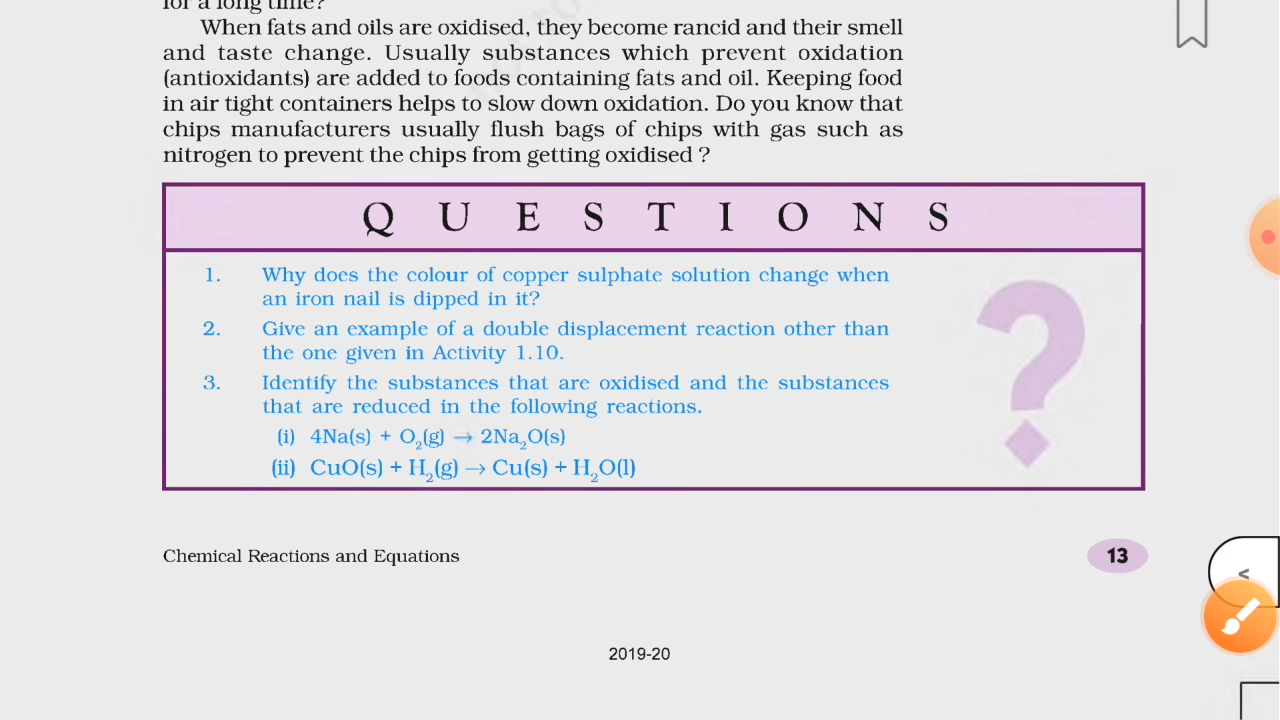 for a long time?
When fats and oils are oxidised, they become rancid and their smell
and taste change. Usually substances which prevent oxidation
(antioxidants) are added to foods containing fats and oil. Keeping food
in air tight containers helps to slow down oxidation. Do you know that
chips manufacturers usually flush bags of chips with gas such as
nitrogen to prevent the chips from getting oxidised ?
Q U E S T I O N S
1. Why does the colour of copper sulphate solution change when
an iron nail is dipped in it?
2. Give an example of a double displacement reaction other than
the one given in Activity 1.10.
3. Identify the substances that are oxidised and the substances
that are reduced in the following reactions.
(i) 4Na(s) + O₂(g) → 2Na₂O(s)
(ii) CuO(s) + H₂(g) → Cu(s) + H₂O(l)
?
Chemical Reactions and Equations
13
<
2019-20